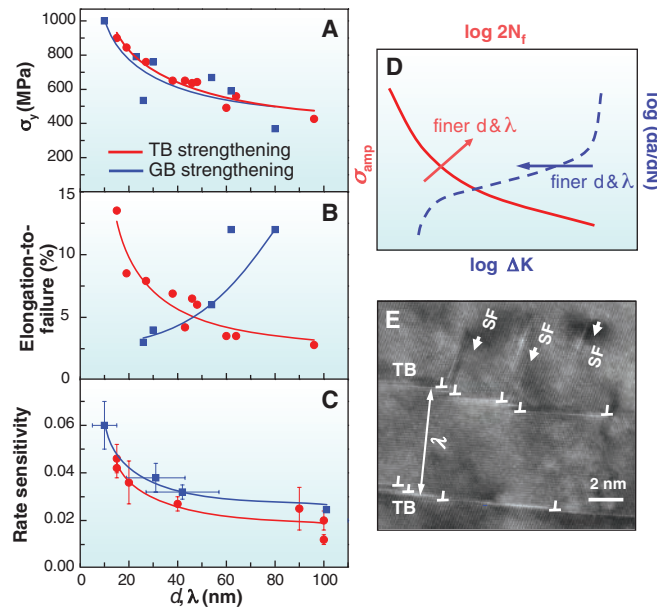 A
σy (MPa)
1000
800
600
400
200
TB strengthening
GB strengthening
B
Elongation-to-
failure (%)
15
10
5
0
C
Rate sensitivity
0.06
0.04
0.02
0.00
0 20 40 60 80 100
d, λ (nm)
log 2Nf
D
σamp
finer d & λ
finer d & λ
log (da/dN)
log ΔK
E
SF
SF
SF
TB
λ
TB
2 nm